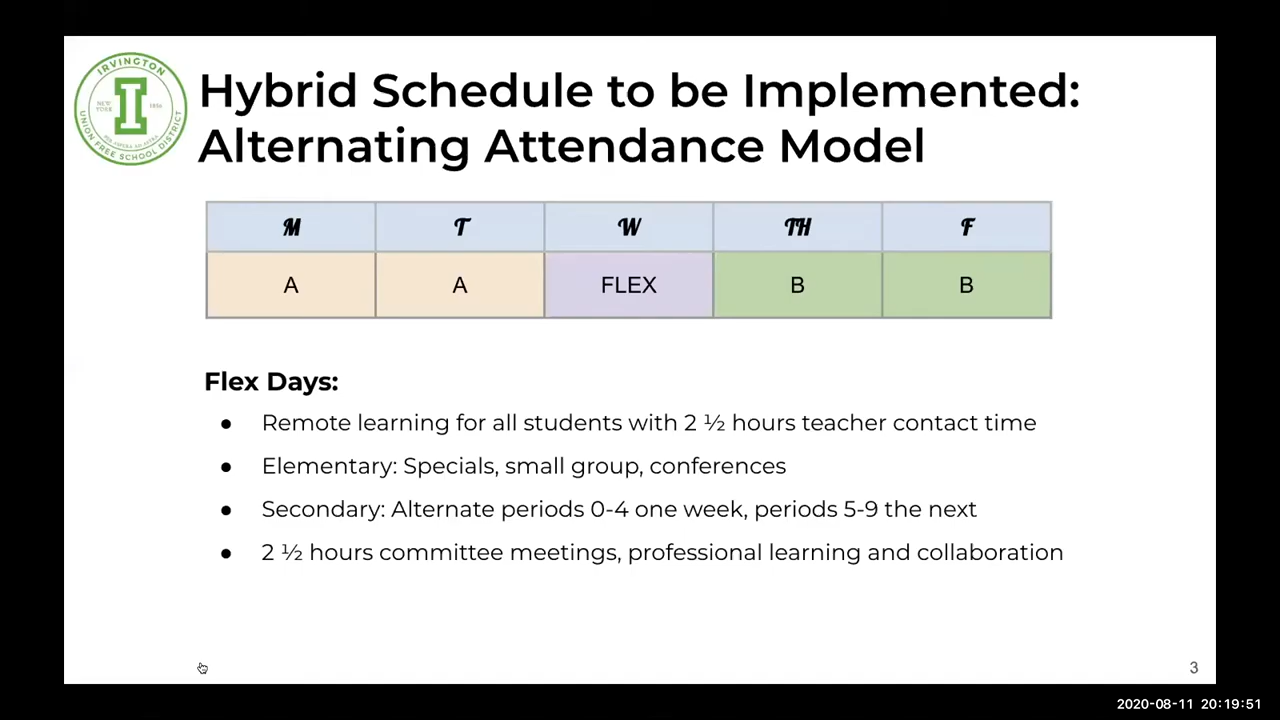 IRVINGTON
NEW YORK
1856
UNION FREE SCHOOL DISTRICT
Hybrid Schedule to be Implemented:
Alternating Attendance Model
M T W TH F
A A FLEX B B
Flex Days:
● Remote learning for all students with 2 ½ hours teacher contact time
● Elementary: Specials, small group, conferences
● Secondary: Alternate periods 0-4 one week, periods 5-9 the next
● 2 ½ hours committee meetings, professional learning and collaboration
3
2020-08-11 20:19:51